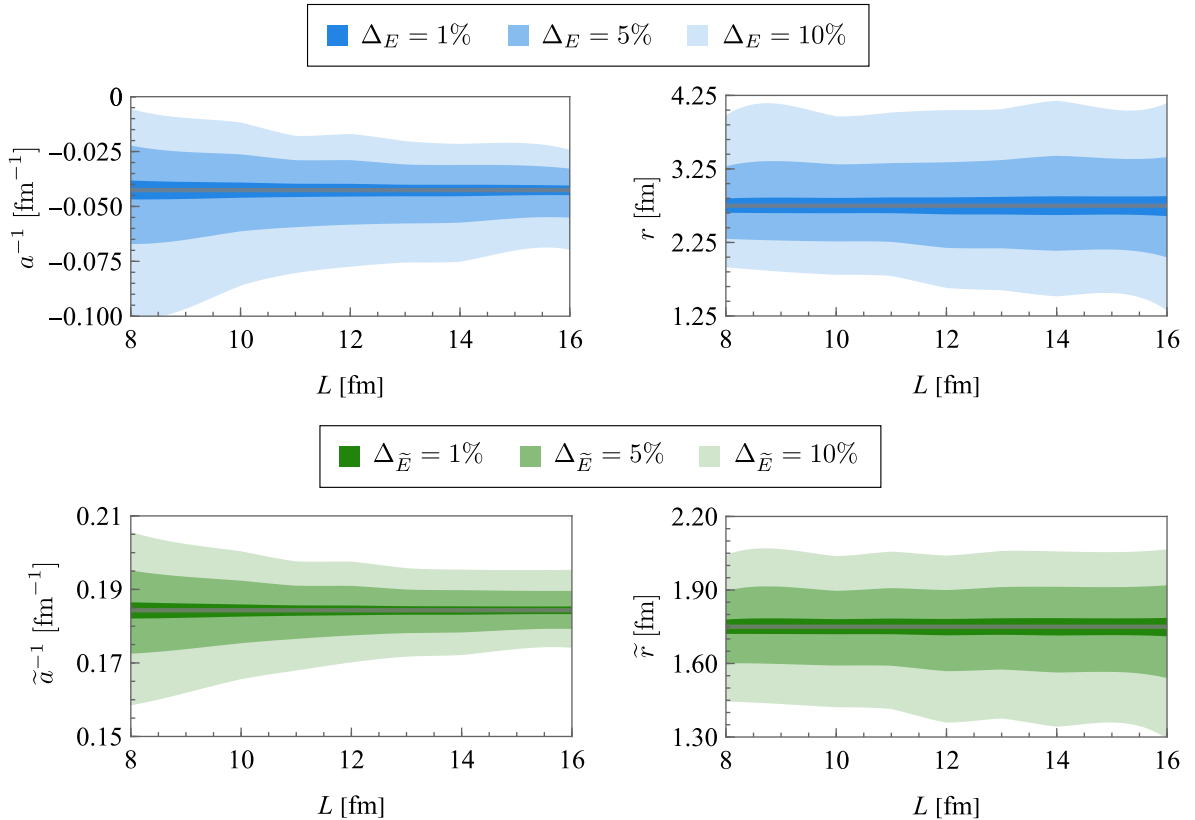 Δ_E = 1% Δ_E = 5% Δ_E = 10%
0
−0.025
−0.050
−0.075
−0.100
a⁻¹ [fm⁻¹]
8 10 12 14 16
L [fm]
4.25
3.25
2.25
1.25
r [fm]
8 10 12 14 16
L [fm]
Δ_Ẽ = 1% Δ_Ẽ = 5% Δ_Ẽ = 10%
0.21
0.19
0.17
0.15
ã⁻¹ [fm⁻¹]
8 10 12 14 16
L [fm]
2.20
1.90
1.60
1.30
r̃ [fm]
8 10 12 14 16
L [fm]